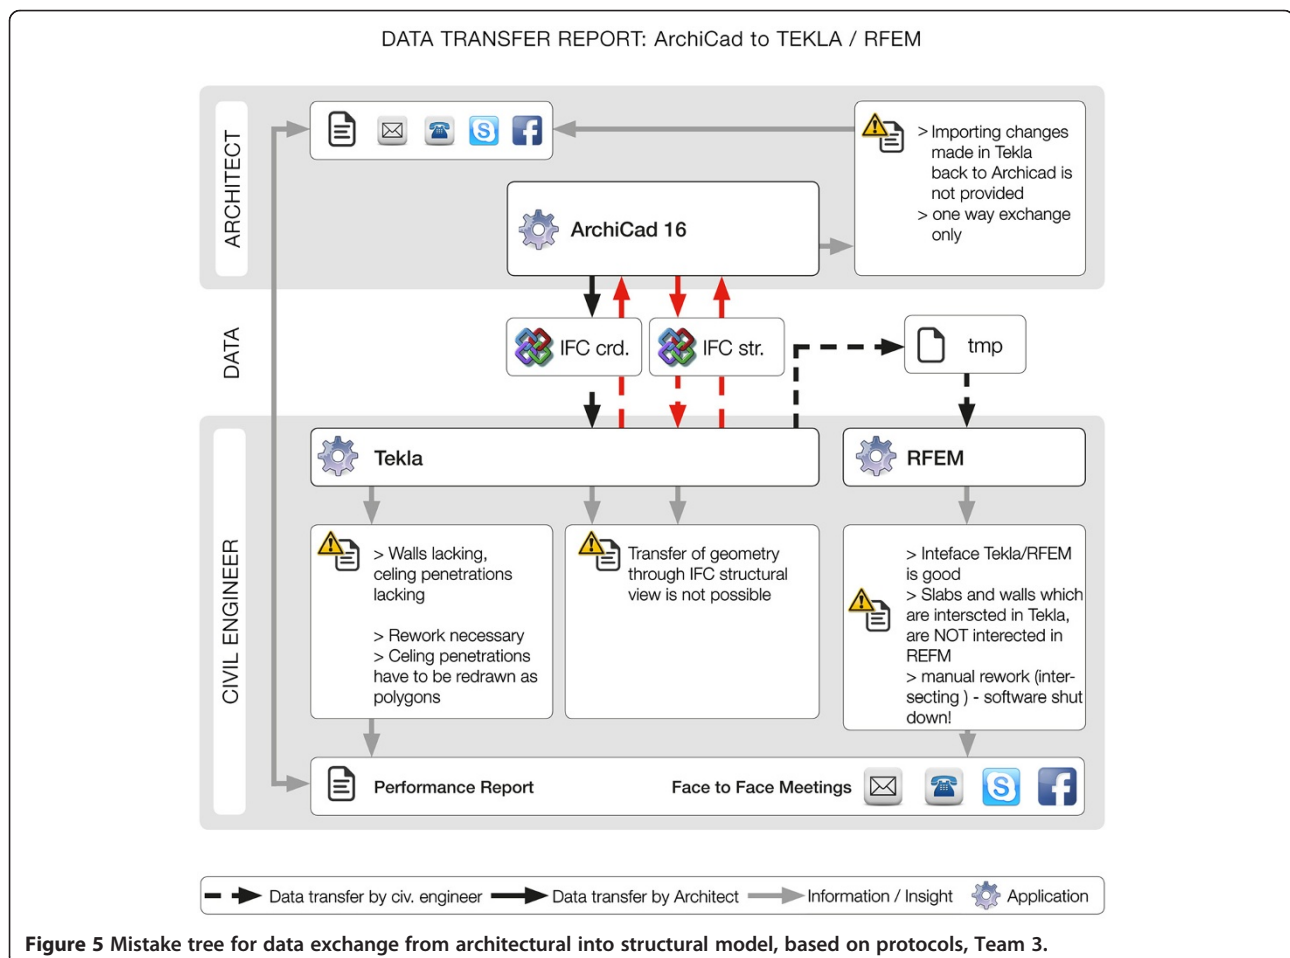 DATA TRANSFER REPORT: ArchiCad to TEKLA / RFEM
ARCHITECT
> Importing changes
made in Tekla
back to Archicad is
not provided
> one way exchange
only
ArchiCad 16
DATA
IFC crd.
IFC str.
tmp
CIVIL ENGINEER
Tekla
RFEM
> Walls lacking,
celing penetrations
lacking
> Rework necessary
> Celing penetrations
have to be redrawn as
polygons
Transfer of geometry
through IFC structural
view is not possible
> Inteface Tekla/RFEM
is good
> Slabs and walls which
are interscted in Tekla,
are NOT interected in
REFM
> manual rework (inter-
secting ) - software shut
down!
Performance Report
Face to Face Meetings
Data transfer by civ. engineer
Data transfer by Architect
Information / Insight
Application
Figure 5 Mistake tree for data exchange from architectural into structural model, based on protocols, Team 3.